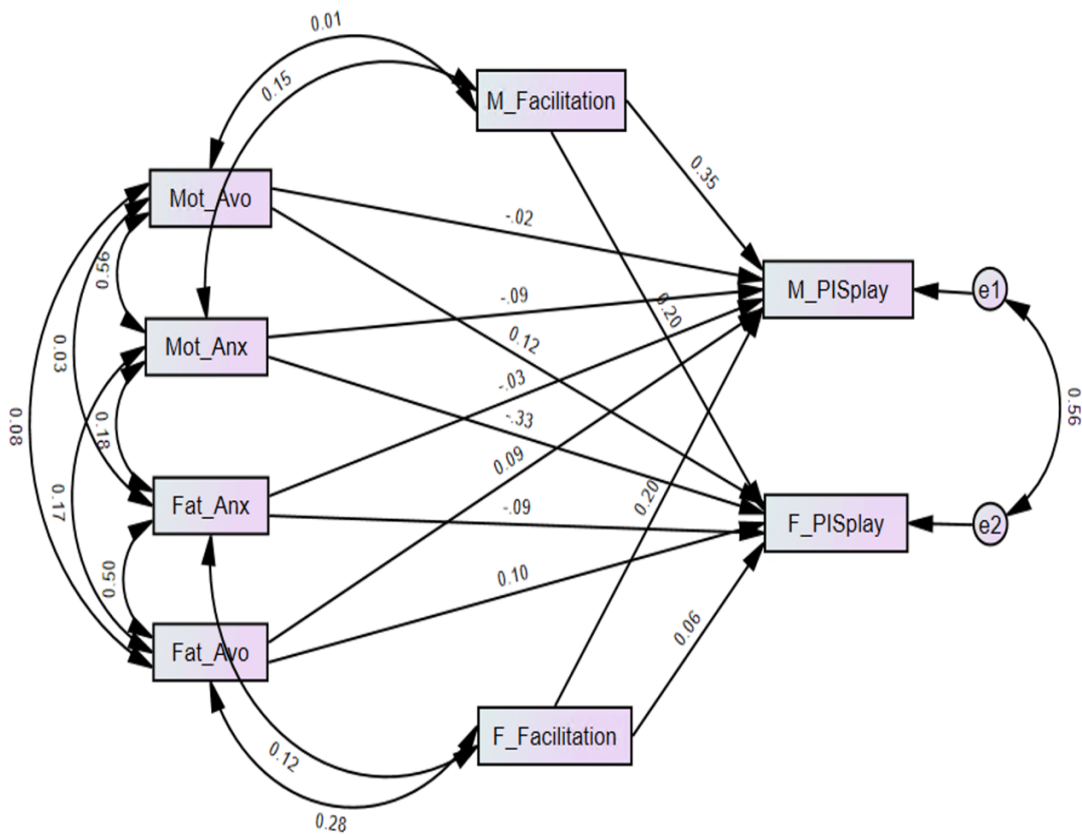 0.01
0.15
M_Facilitation
0.35
Mot_Avo
-.02
0.56
M_PISplay
e1
-.09
0.20
0.12
Mot_Anx
0.03
-.03
0.08
0.18
-.33
0.56
0.09
0.17
0.20
Fat_Anx
-.09
F_PISplay
e2
0.50
0.10
Fat_Avo
0.06
F_Facilitation
0.12
0.28